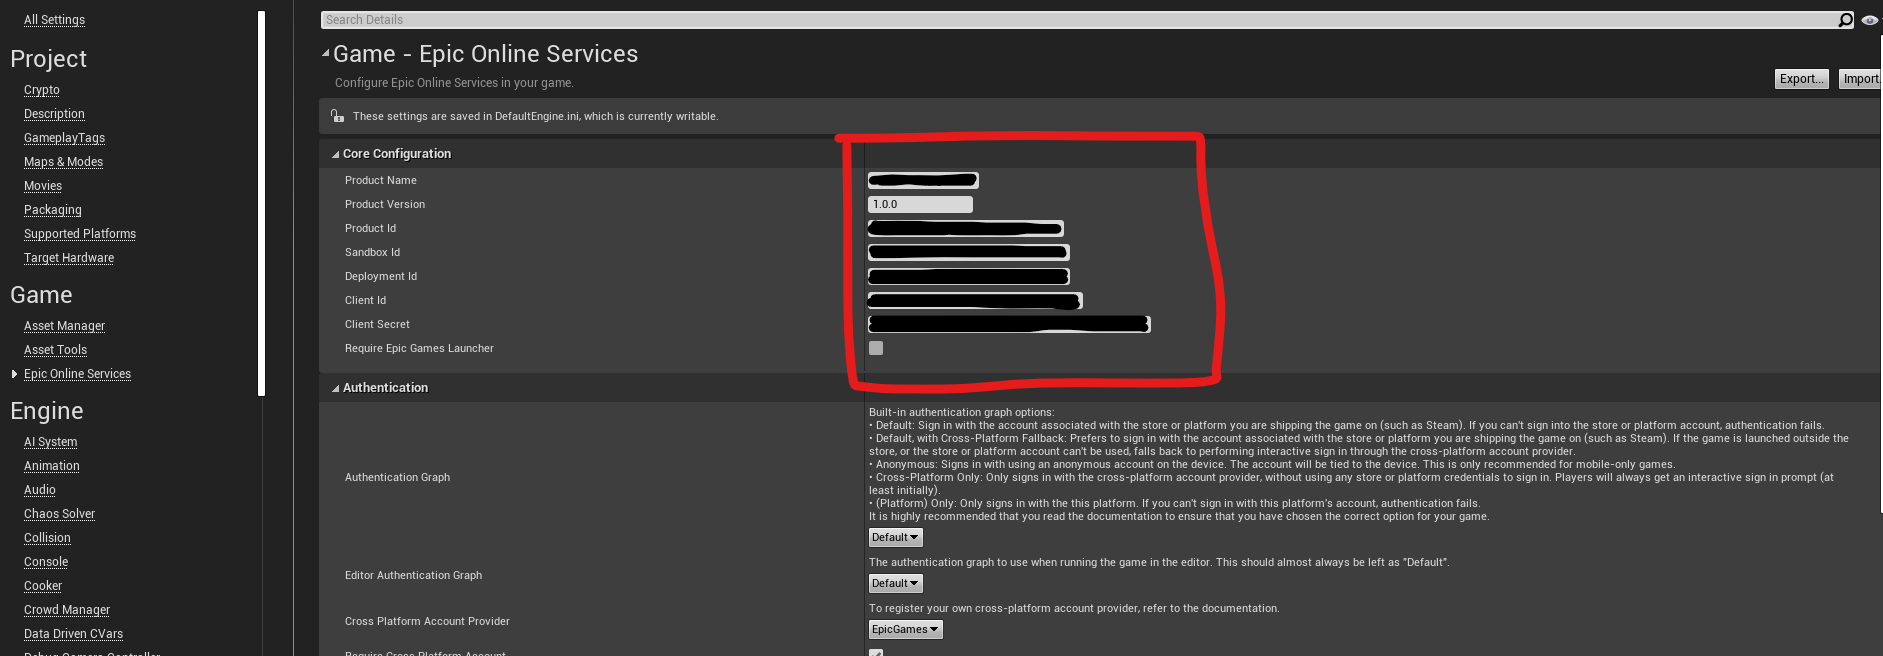 All Settings
Project
Crypto
Description
GameplayTags
Maps & Modes
Movies
Packaging
Supported Platforms
Target Hardware
Game
Asset Manager
Asset Tools
Epic Online Services
Engine
AI System
Animation
Audio
Chaos Solver
Collision
Console
Cooker
Crowd Manager
Data Driven CVars
Debug Camera Controller
Search Details
Game - Epic Online Services
Configure Epic Online Services in your game.
Export...
Import
These settings are saved in DefaultEngine.ini, which is currently writable.
Core Configuration
Product Name
Product Version
1.0.0
Product Id
Sandbox Id
Deployment Id
Client Id
Client Secret
Require Epic Games Launcher
Authentication
Authentication Graph
Built-in authentication graph options:
• Default: Sign in with the account associated with the store or platform you are shipping the game on (such as Steam). If you can't sign into the store or platform account, authentication fails.
• Default, with Cross-Platform Fallback: Prefers to sign in with the account associated with the store or platform you are shipping the game on (such as Steam). If the game is launched outside the
store, or the store or platform account can't be used, falls back to performing interactive sign in through the cross-platform account provider.
• Anonymous: Signs in with using an anonymous account on the device. The account will be tied to the device. This is only recommended for mobile-only games.
• Cross-Platform Only: Only signs in with the cross-platform account provider, without using any store or platform credentials to sign in. Players will always get an interactive sign in prompt (at
least initially).
• (Platform) Only: Only signs in with the this platform. If you can't sign in with this platform's account, authentication fails.
It is highly recommended that you read the documentation to ensure that you have chosen the correct option for your game.
Default
Editor Authentication Graph
The authentication graph to use when running the game in the editor. This should almost always be left as "Default".
Default
Cross Platform Account Provider
To register your own cross-platform account provider, refer to the documentation.
EpicGames
Require Cross Platform Account